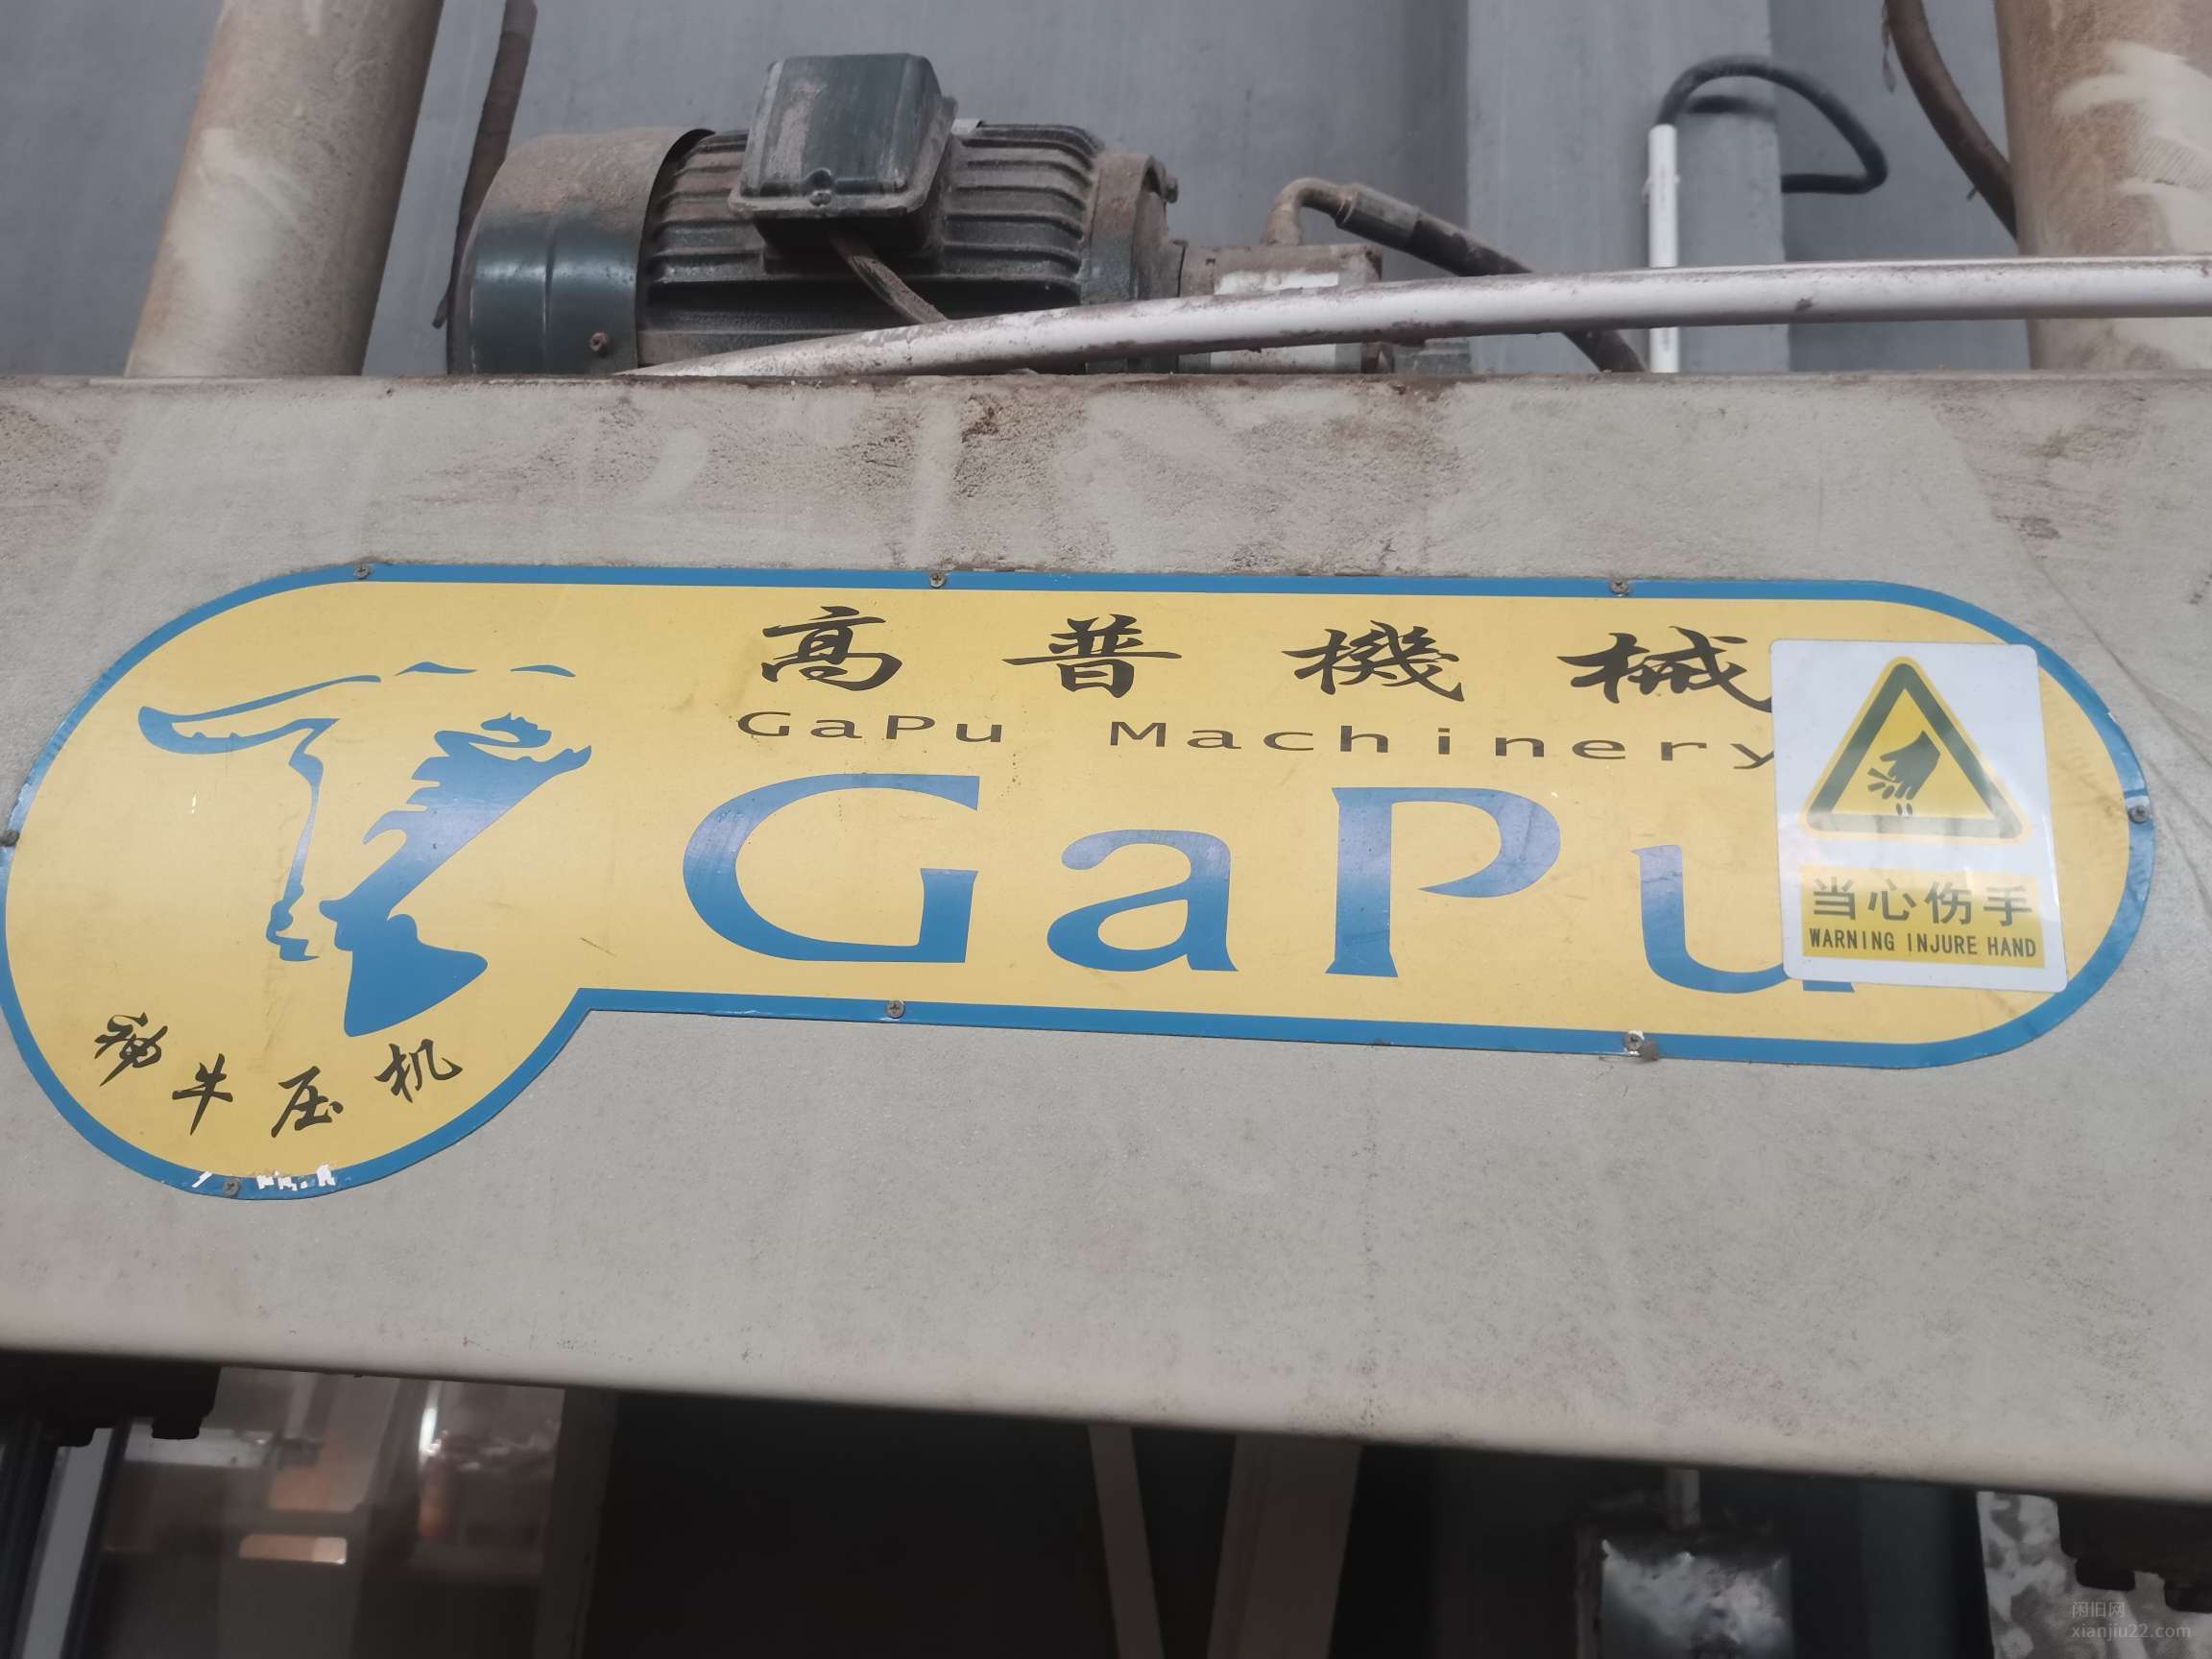 高普機械
GaPu Machinery
GaPu
牛压机
当心伤手
WARNING INJURE HAND
闲旧网
xianjiu22.com